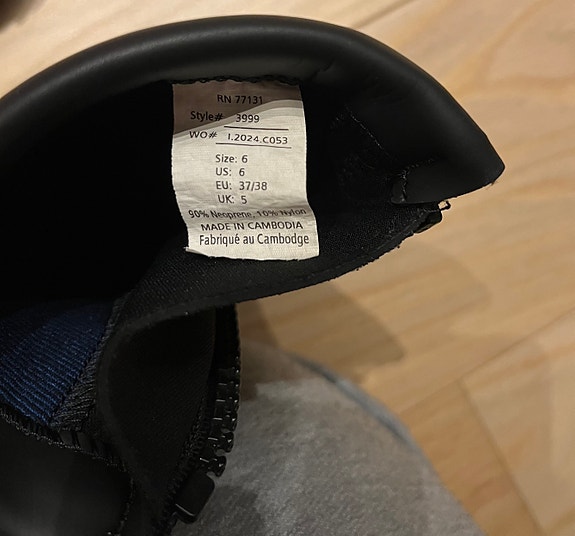 RN 77131
Style# 3999
WO# I.2024.C053
Size: 6
US: 6
EU: 37/38
UK: 5
90% Neoprene, 10% Nylon
MADE IN CAMBODIA
Fabriqué au Cambodge